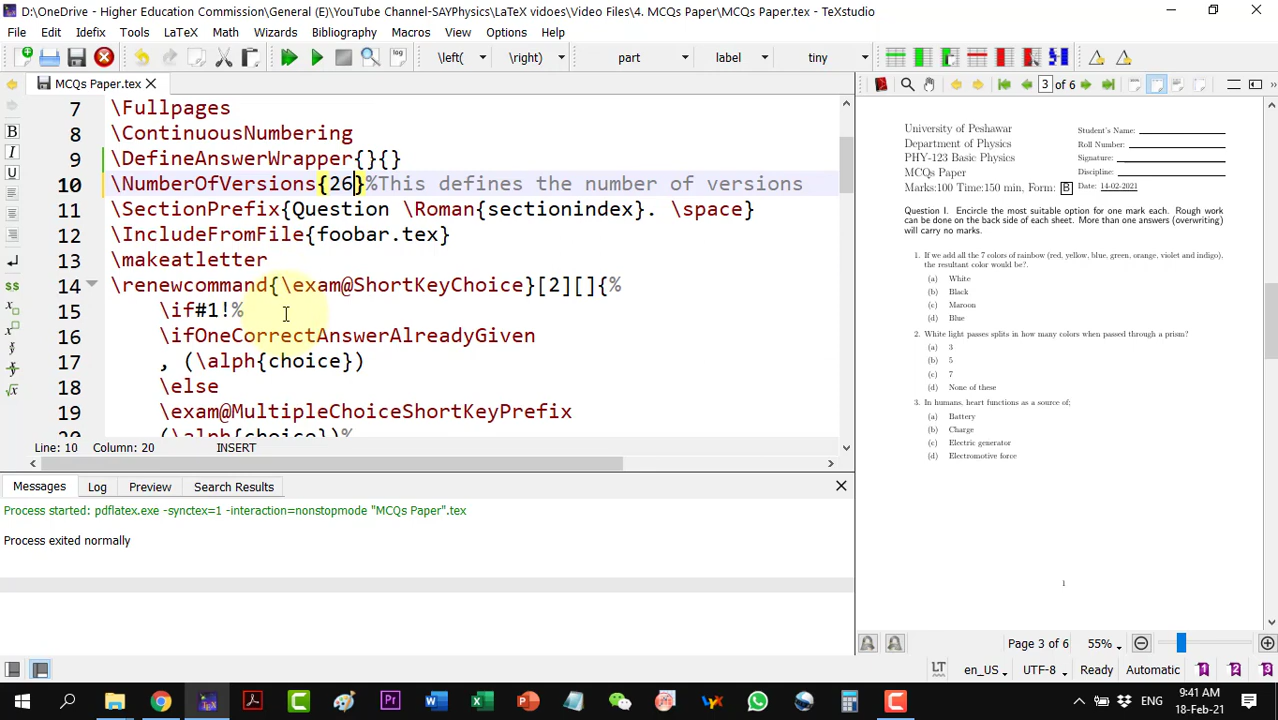 D:\OneDrive - Higher Education Commission\General (E)\YouTube Channel-SAYPhysics\LaTeX vidoes\Video Files\4. MCQs Paper\MCQs Paper.tex - TeXstudio
File Edit Idefix Tools LaTeX Math Wizards Bibliography Macros View Options Help
log \left( \right) part label tiny
MCQs Paper.tex
3 of 6
7 \Fullpages
8 \ContinuousNumbering
9 \DefineAnswerWrapper{}{}
10 \NumberOfVersions{26}%This defines the number of versions
11 \SectionPrefix{Question \Roman{sectionindex}. \space}
12 \IncludeFromFile{foobar.tex}
13 \makeatletter
14 \renewcommand{\exam@ShortKeyChoice}[2][]{%
15 \if#1!%
16 \ifOneCorrectAnswerAlreadyGiven
17 , (\alph{choice})
18 \else
19 \exam@MultipleChoiceShortKeyPrefix
20 (\alph{choice})%
Line: 10 Column: 20 INSERT
Messages Log Preview Search Results
Process started: pdflatex.exe -synctex=1 -interaction=nonstopmode "MCQs Paper".tex
Process exited normally
University of Peshawar
Department of Physics
PHY-123 Basic Physics
MCQs Paper
Marks:100 Time:150 min, Form: B
Student's Name:
Roll Number:
Signature:
Discipline:
Date: 14-02-2021
Question I. Encircle the most suitable option for one mark each. Rough work
can be done on the back side of each sheet. More than one answers (overwriting)
will carry no marks.
1. If we add all the 7 colors of rainbow (red, yellow, blue, green, orange, violet and indigo),
the resultant color would be?.
(a) White
(b) Black
(c) Maroon
(d) Blue
2. White light passes splits in how many colors when passed through a prism?
(a) 3
(b) 5
(c) 7
(d) None of these
3. In humans, heart functions as a source of;
(a) Battery
(b) Charge
(c) Electric generator
(d) Electromotive force
1
Page 3 of 6 55%
LT en_US UTF-8 Ready Automatic 1 2 3
ENG 9:41 AM
18-Feb-21